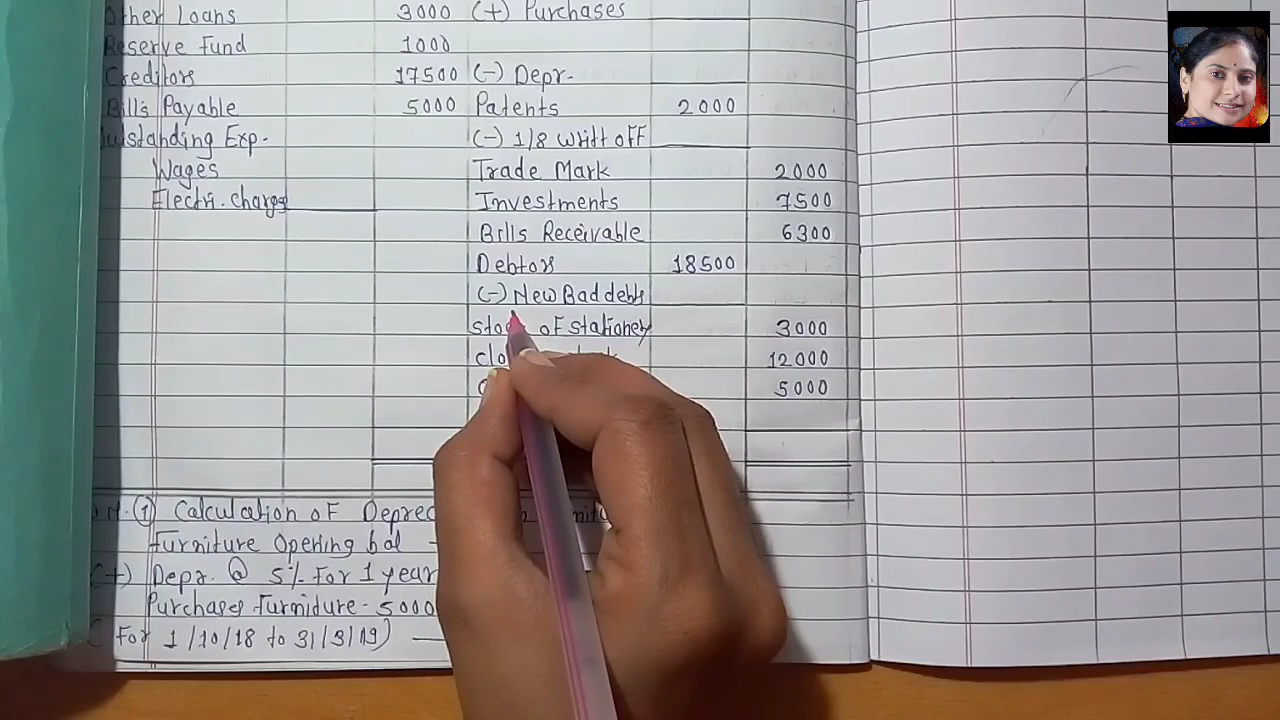 Other Loans 3000 (+) Purchases
Reserve Fund 1000
Creditors 17500 (-) Depr.
Bills Payable 5000 Patents 2000
Outstanding Exp. (-) 1/8 Writt off
Wages Trade Mark 2000
Electri. charges Investments 7500
Bills Receivable 6300
Debtors 18500
(-) New Bad debts
of stationery 3000
12000
5000
① Calculation of
Furniture Opening bal
(+) Depr. @ 5% For 1 year
Purchases Furniture - 5000
( For 1/10/18 to 31/3/19)